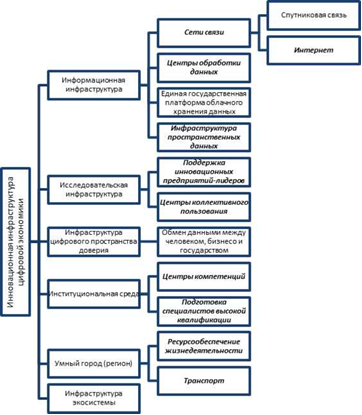 Инновационная инфраструктура
цифровой экономики
Информационная
инфраструктура
Сети связи
Спутниковая связь
Интернет
Центры обработки
данных
Единая государственная
платформа облачного
хранения данных
Инфраструктура
пространственных
данных
Исследовательская
инфраструктура
Поддержка
инновационных
предприятий-лидеров
Центры коллективного
пользования
Инфраструктура
цифрового пространства
доверия
Обмен данными между
человеком, бизнесо и
государством
Институциональная среда
Центры компетенций
Подготовка
специалистов высокой
квалификации
Умный город (регион)
Ресурсообеспечение
жизнедеятельности
Транспорт
Инфраструктура
экосистемы